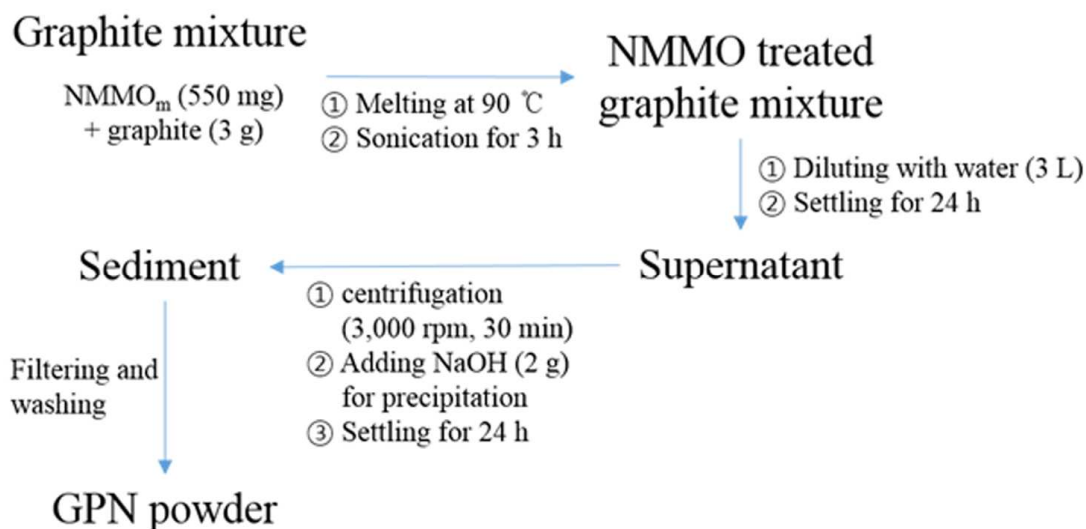 Graphite mixture
NMMOm (550 mg)
+ graphite (3 g)
① Melting at 90 ℃
② Sonication for 3 h
NMMO treated
graphite mixture
① Diluting with water (3 L)
② Settling for 24 h
Supernatant
① centrifugation
(3,000 rpm, 30 min)
② Adding NaOH (2 g)
for precipitation
③ Settling for 24 h
Sediment
Filtering and
washing
GPN powder